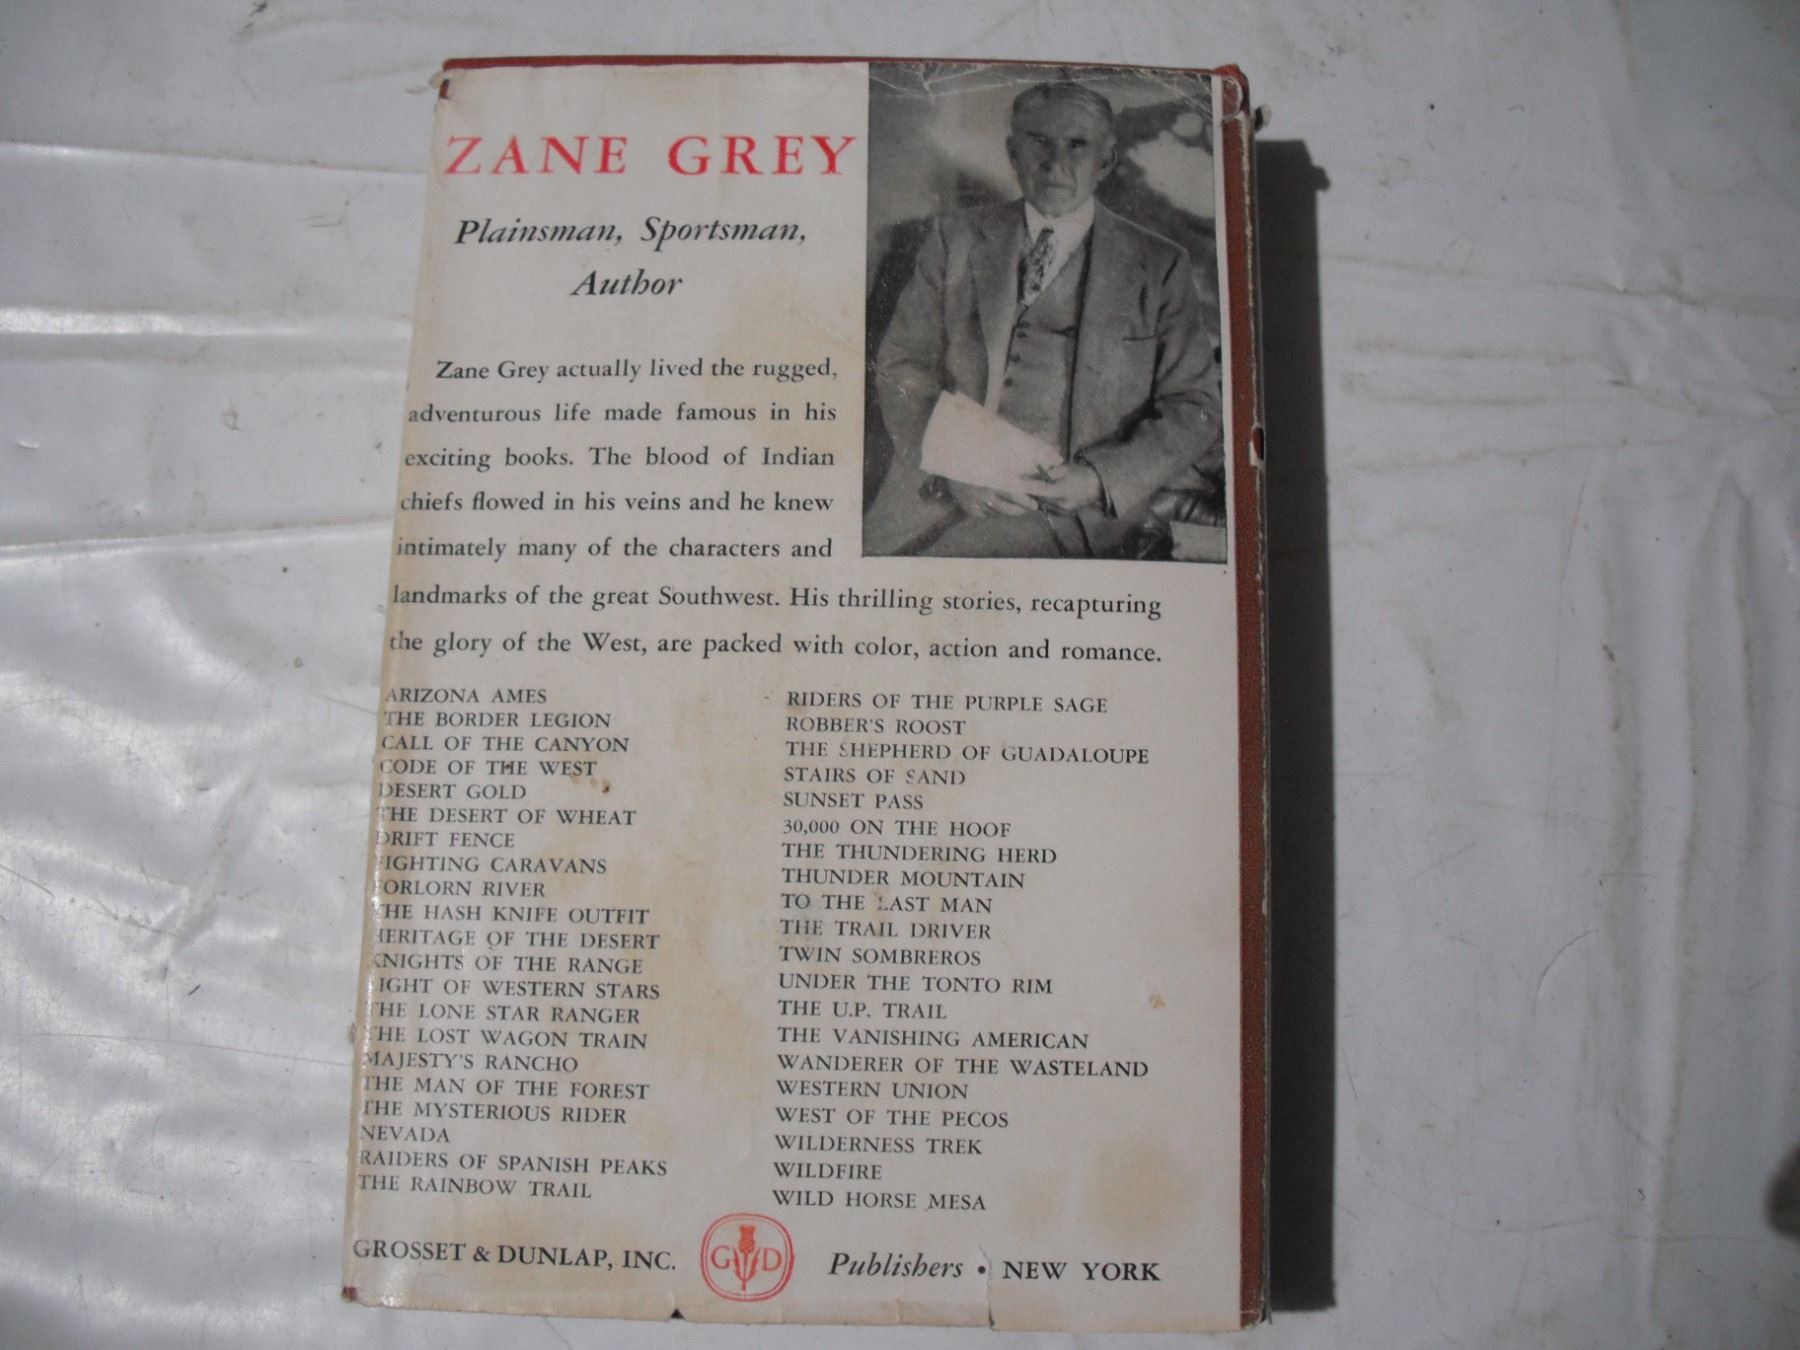 ZANE GREY
Plainsman, Sportsman,
Author
Zane Grey actually lived the rugged,
adventurous life made famous in his
exciting books. The blood of Indian
chiefs flowed in his veins and he knew
intimately many of the characters and
landmarks of the great Southwest. His thrilling stories, recapturing
the glory of the West, are packed with color, action and romance.
ARIZONA AMES
THE BORDER LEGION
CALL OF THE CANYON
CODE OF THE WEST
DESERT GOLD
THE DESERT OF WHEAT
DRIFT FENCE
FIGHTING CARAVANS
FORLORN RIVER
THE HASH KNIFE OUTFIT
HERITAGE OF THE DESERT
KNIGHTS OF THE RANGE
LIGHT OF WESTERN STARS
THE LONE STAR RANGER
THE LOST WAGON TRAIN
MAJESTY'S RANCHO
THE MAN OF THE FOREST
THE MYSTERIOUS RIDER
NEVADA
RAIDERS OF SPANISH PEAKS
THE RAINBOW TRAIL
RIDERS OF THE PURPLE SAGE
ROBBER'S ROOST
THE SHEPHERD OF GUADALOUPE
STAIRS OF SAND
SUNSET PASS
30,000 ON THE HOOF
THE THUNDERING HERD
THUNDER MOUNTAIN
TO THE LAST MAN
THE TRAIL DRIVER
TWIN SOMBREROS
UNDER THE TONTO RIM
THE U.P. TRAIL
THE VANISHING AMERICAN
WANDERER OF THE WASTELAND
WESTERN UNION
WEST OF THE PECOS
WILDERNESS TREK
WILDFIRE
WILD HORSE MESA
GROSSET & DUNLAP, INC. G D Publishers • NEW YORK